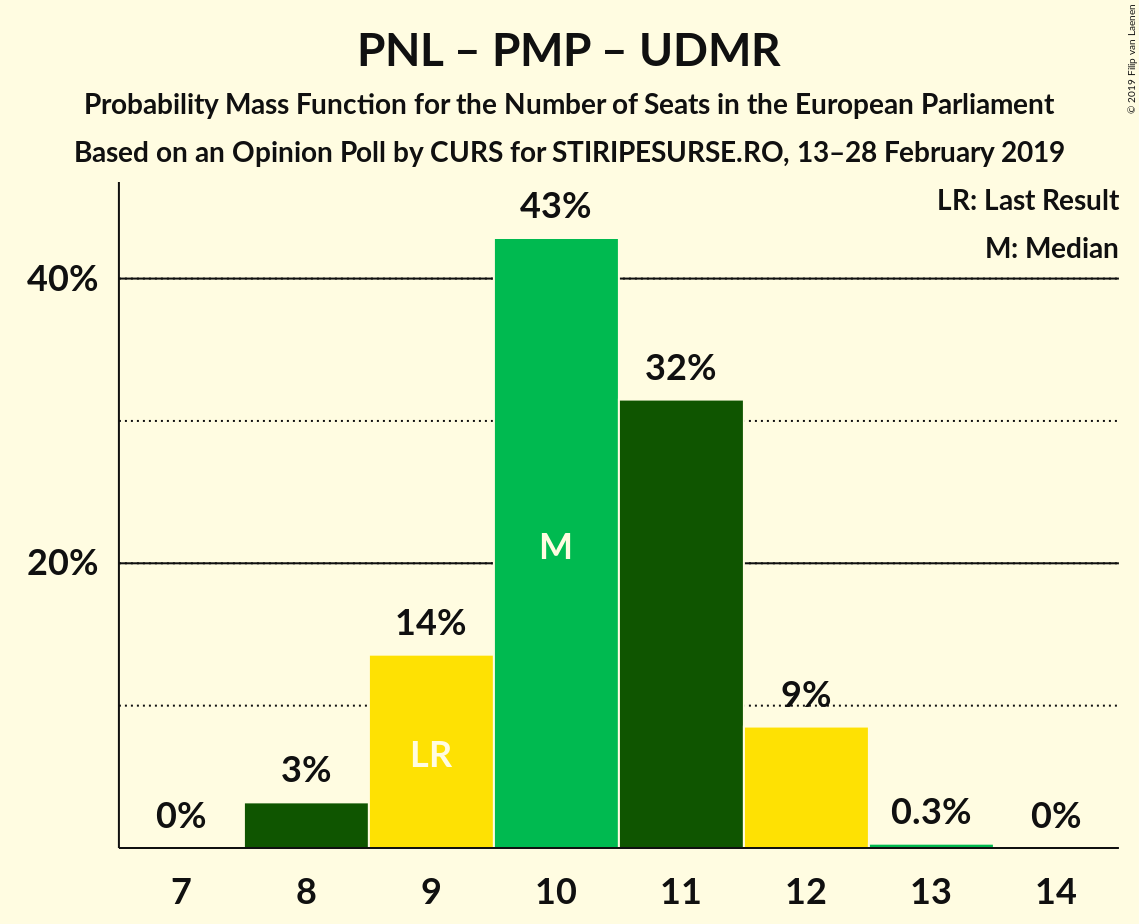 PNL – PMP – UDMR
Probability Mass Function for the Number of Seats in the European Parliament
Based on an Opinion Poll by CURS for STIRIPESURSE.RO, 13–28 February 2019
© 2019 Filip van Laenen
LR: Last Result
M: Median
43%
40%
32%
M
20%
14%
9%
LR
3%
0%
0.3%
0%
7 8 9 10 11 12 13 14